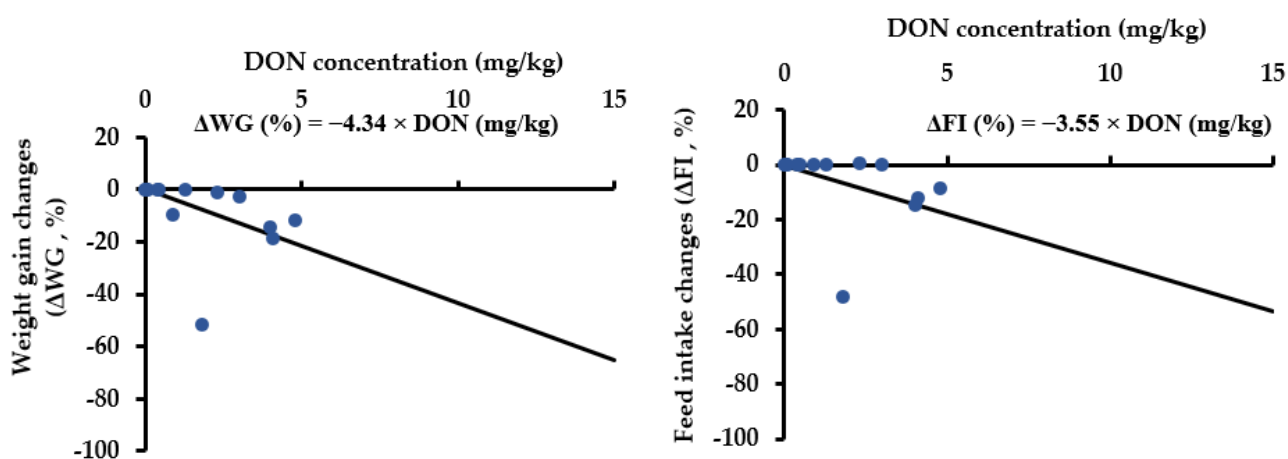 DON concentration (mg/kg)
0 5 10 15
20
ΔWG (%) = −4.34 × DON (mg/kg)
0
-20
-40
-60
-80
-100
Weight gain changes
(ΔWG , %)
DON concentration (mg/kg)
0 5 10 15
20
ΔFI (%) = −3.55 × DON (mg/kg)
0
-20
-40
-60
-80
-100
Feed intake changes (ΔFI , %)